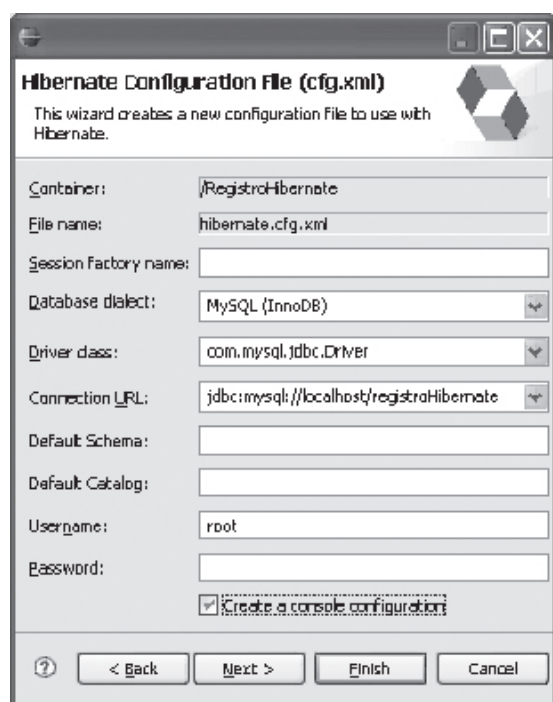 Hibernate Configuration File (cfg.xml)
This wizard creates a new configuration file to use with
Hibernate.
Container: /RegistroHibernate
File name: hibernate.cfg.xml
Session factory name:
Database dialect: MySQL (InnoDB)
Driver class: com.mysql.jdbc.Driver
Connection URL: jdbc:mysql://localhost/registroHibernate
Default Schema:
Default Catalog:
Username: root
Password:
Create a console configuration
? < Back Next > Finish Cancel